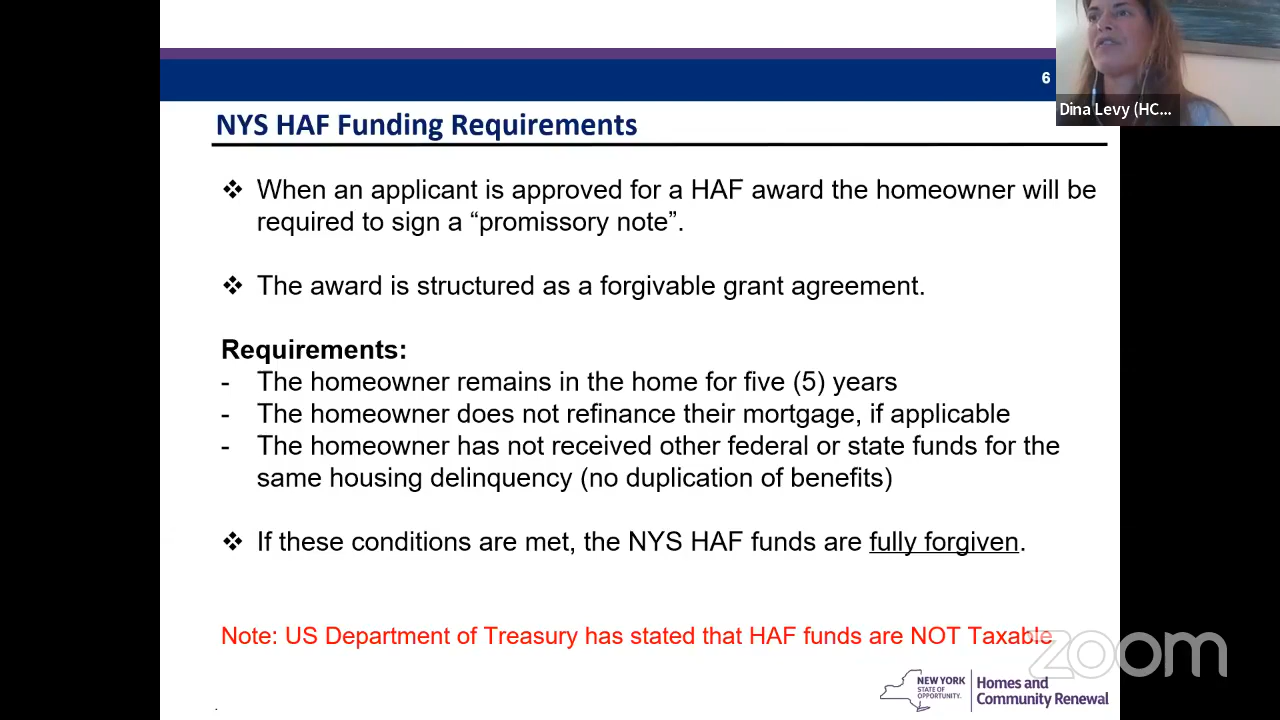 6
Dina Levy (HC...
NYS HAF Funding Requirements
❖ When an applicant is approved for a HAF award the homeowner will be
required to sign a “promissory note”.
❖ The award is structured as a forgivable grant agreement.
Requirements:
- The homeowner remains in the home for five (5) years
- The homeowner does not refinance their mortgage, if applicable
- The homeowner has not received other federal or state funds for the
same housing delinquency (no duplication of benefits)
❖ If these conditions are met, the NYS HAF funds are fully forgiven.
Note: US Department of Treasury has stated that HAF funds are NOT Taxable
zoom
NEW YORK
STATE OF
OPPORTUNITY.
Homes and
Community Renewal